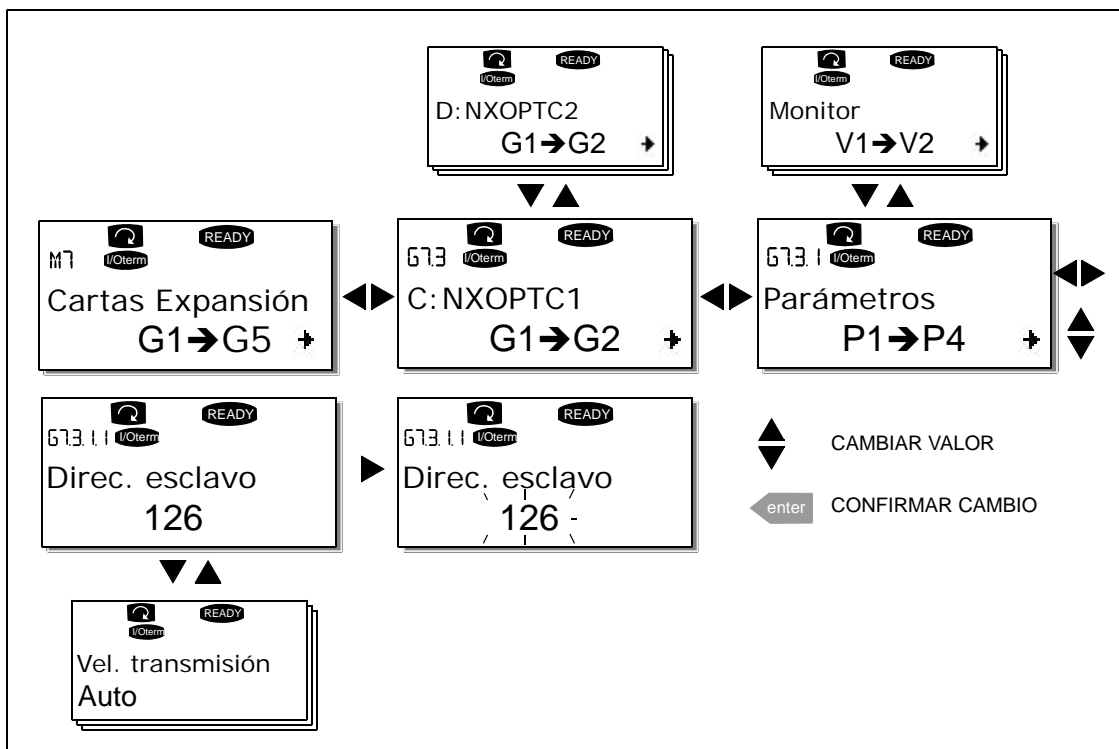 READY
I/Oterm
D:NXOPTC2
G1➔G2
READY
I/Oterm
Monitor
V1➔V2
READY
M7 I/Oterm
Cartas Expansión
G1➔G5
READY
G7.3 I/Oterm
C:NXOPTC1
G1➔G2
READY
G7.3.1 I/Oterm
Parámetros
P1➔P4
READY
G7.3.1.1 I/Oterm
Direc. esclavo
126
READY
G7.3.1.1 I/Oterm
Direc. esclavo
126
CAMBIAR VALOR
enter CONFIRMAR CAMBIO
READY
I/Oterm
Vel. transmisión
Auto